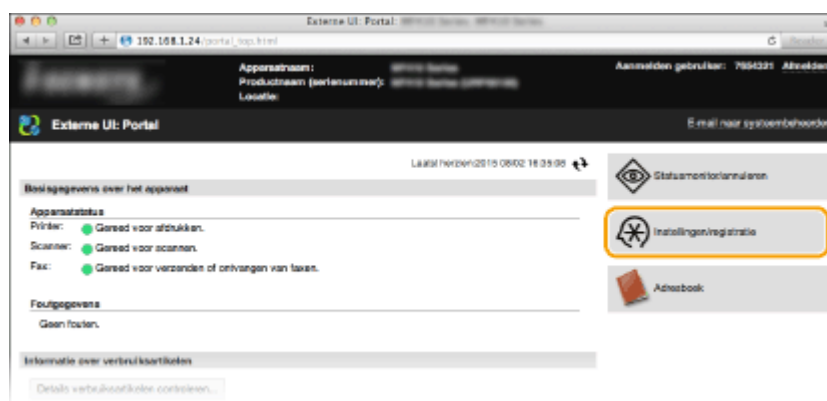 Externe UI: Portal:
192.168.1.24/portal_top.html
Reader
Apparaatnaam:
Productnaam (serienummer):
Locatie:
Aanmelden gebruiker: 7654321 Afmelden
Externe UI: Portal
E-mail naar systeembeheerder
Laatst herzien:2015 08/02 16:35:08
Basisgegevens over het apparaat
Apparaatstatus
Printer: Gereed voor afdrukken.
Scanner: Gereed voor scannen.
Fax: Gereed voor verzenden of ontvangen van faxen.
Foutgegevens
Geen fouten.
Informatie over verbruiksartikelen
Details verbruiksartikelen controleren...
Statusmonitor/annuleren
Instellingen/registratie
Adresboek